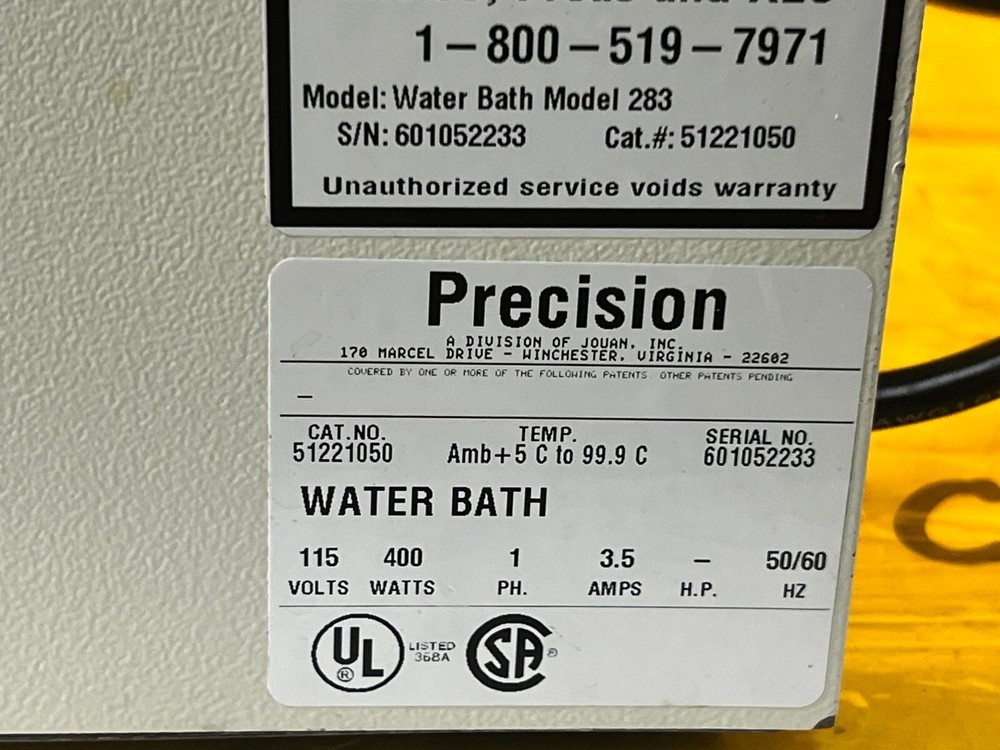 1-800-519-7971
Model: Water Bath Model 283
S/N: 601052233 Cat.#: 51221050
Unauthorized service voids warranty
Precision
A DIVISION OF JOUAN, INC.
170 MARCEL DRIVE - WINCHESTER, VIRGINIA - 22602
COVERED BY ONE OR MORE OF THE FOLLOWING PATENTS. OTHER PATENTS PENDING
–
CAT.NO. TEMP. SERIAL NO.
51221050 Amb+5 C to 99.9 C 601052233
WATER BATH
115 400 1 3.5 – 50/60
VOLTS WATTS PH. AMPS H.P. HZ
UL ® LISTED 368A SA ®